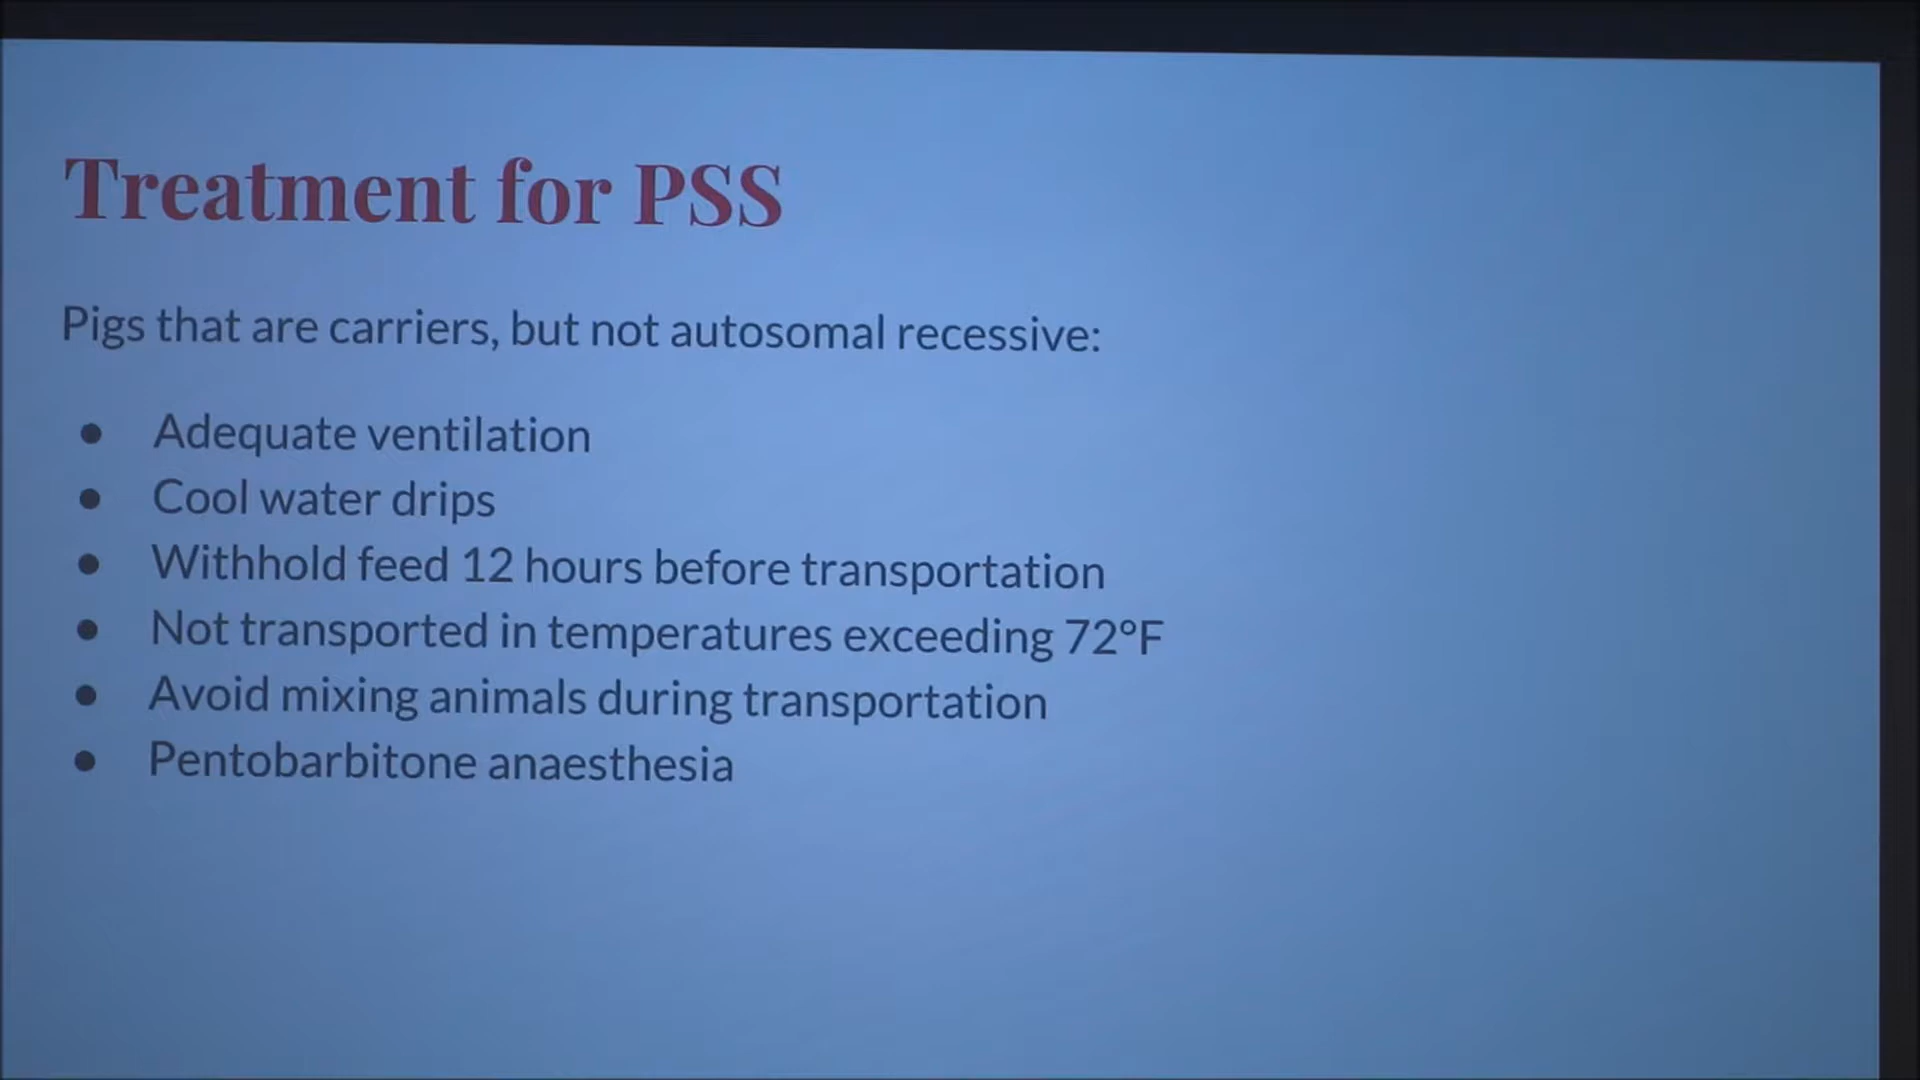 Treatment for PSS
Pigs that are carriers, but not autosomal recessive:
● Adequate ventilation
● Cool water drips
● Withhold feed 12 hours before transportation
● Not transported in temperatures exceeding 72°F
● Avoid mixing animals during transportation
● Pentobarbitone anaesthesia